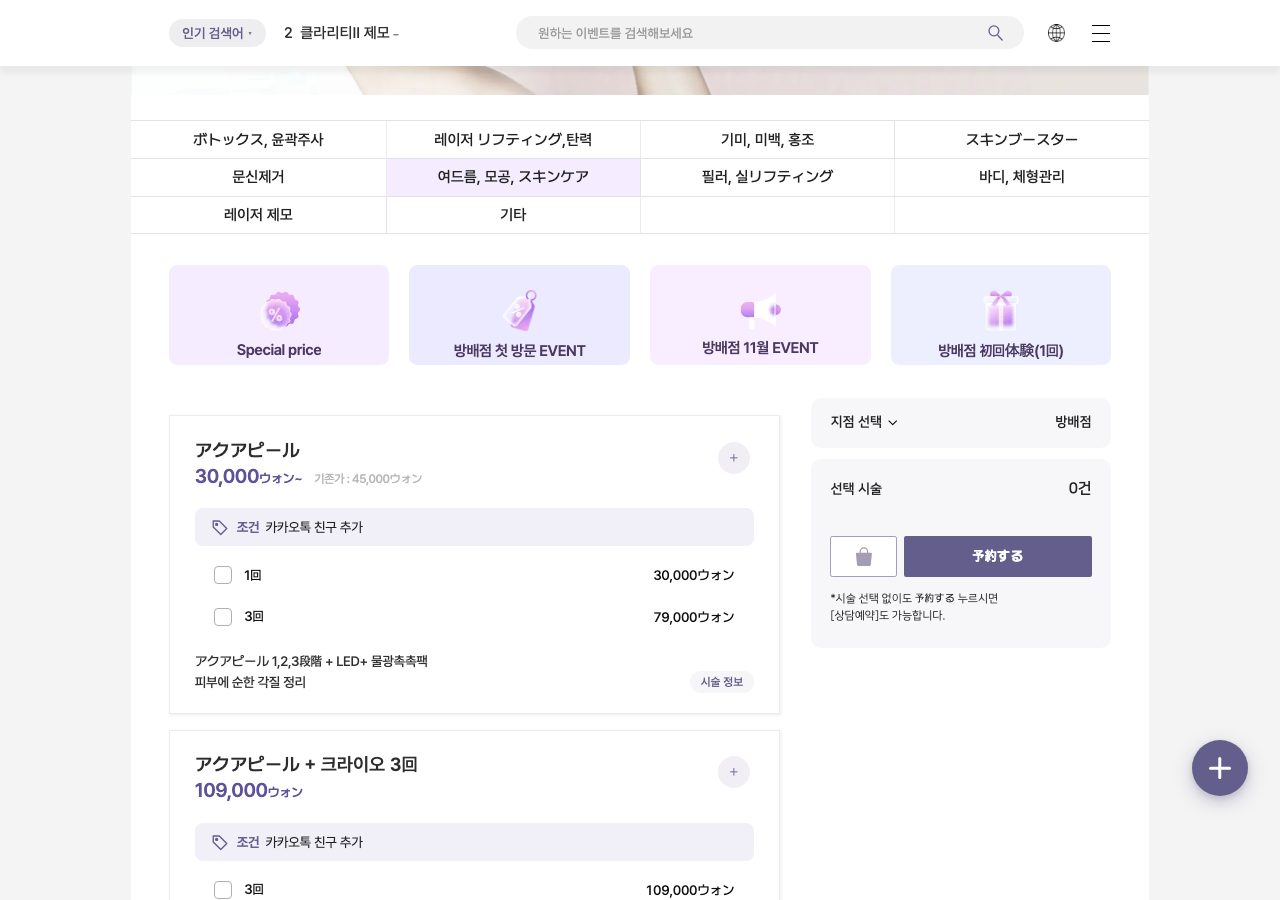 인기 검색어
2 클라리티II 제모 -
원하는 이벤트를 검색해보세요
ボトックス, 윤곽주사
레이저 リフティング,탄력
기미, 미백, 홍조
スキンブースター
문신제거
여드름, 모공, スキンケア
필러, 실リフティング
바디, 체형관리
레이저 제모
기타
Special price
방배점 첫 방문 EVENT
방배점 11월 EVENT
방배점 初回体験(1回)
アクアピール
30,000ウォン~ 기존가 : 45,000ウォン
조건 카카오톡 친구 추가
1回 30,000ウォン
3回 79,000ウォン
アクアピール 1,2,3段階 + LED+ 물광촉촉팩
피부에 순한 각질 정리
시술 정보
지점 선택 방배점
선택 시술 0건
予約する
*시술 선택 없이도 予約する 누르시면
[상담예약]도 가능합니다.
アクアピール + 크라이오 3回
109,000ウォン
조건 카카오톡 친구 추가
3回 109,000ウォン